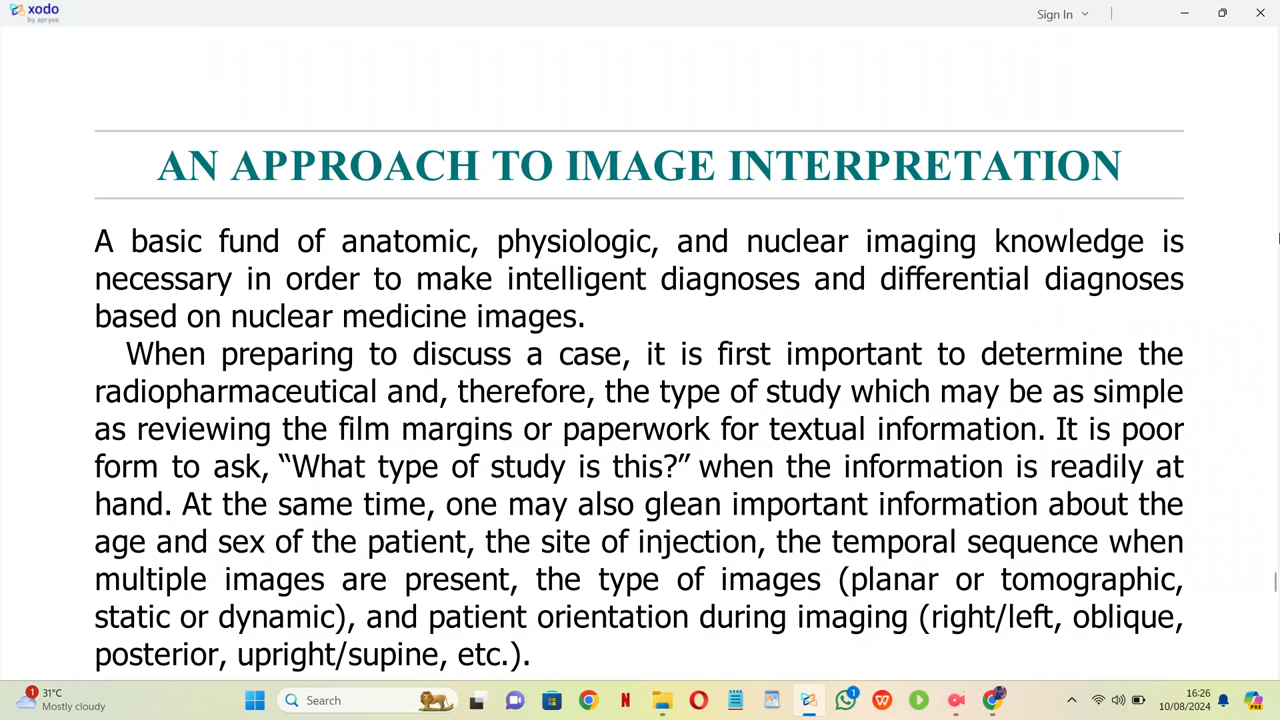 xodo
by apryse
Sign In
AN APPROACH TO IMAGE INTERPRETATION
A basic fund of anatomic, physiologic, and nuclear imaging knowledge is
necessary in order to make intelligent diagnoses and differential diagnoses
based on nuclear medicine images.
When preparing to discuss a case, it is first important to determine the
radiopharmaceutical and, therefore, the type of study which may be as simple
as reviewing the film margins or paperwork for textual information. It is poor
form to ask, “What type of study is this?” when the information is readily at
hand. At the same time, one may also glean important information about the
age and sex of the patient, the site of injection, the temporal sequence when
multiple images are present, the type of images (planar or tomographic,
static or dynamic), and patient orientation during imaging (right/left, oblique,
posterior, upright/supine, etc.).
1
31°C
Mostly cloudy
Search
N
1
W
16:26
10/08/2024
PRE